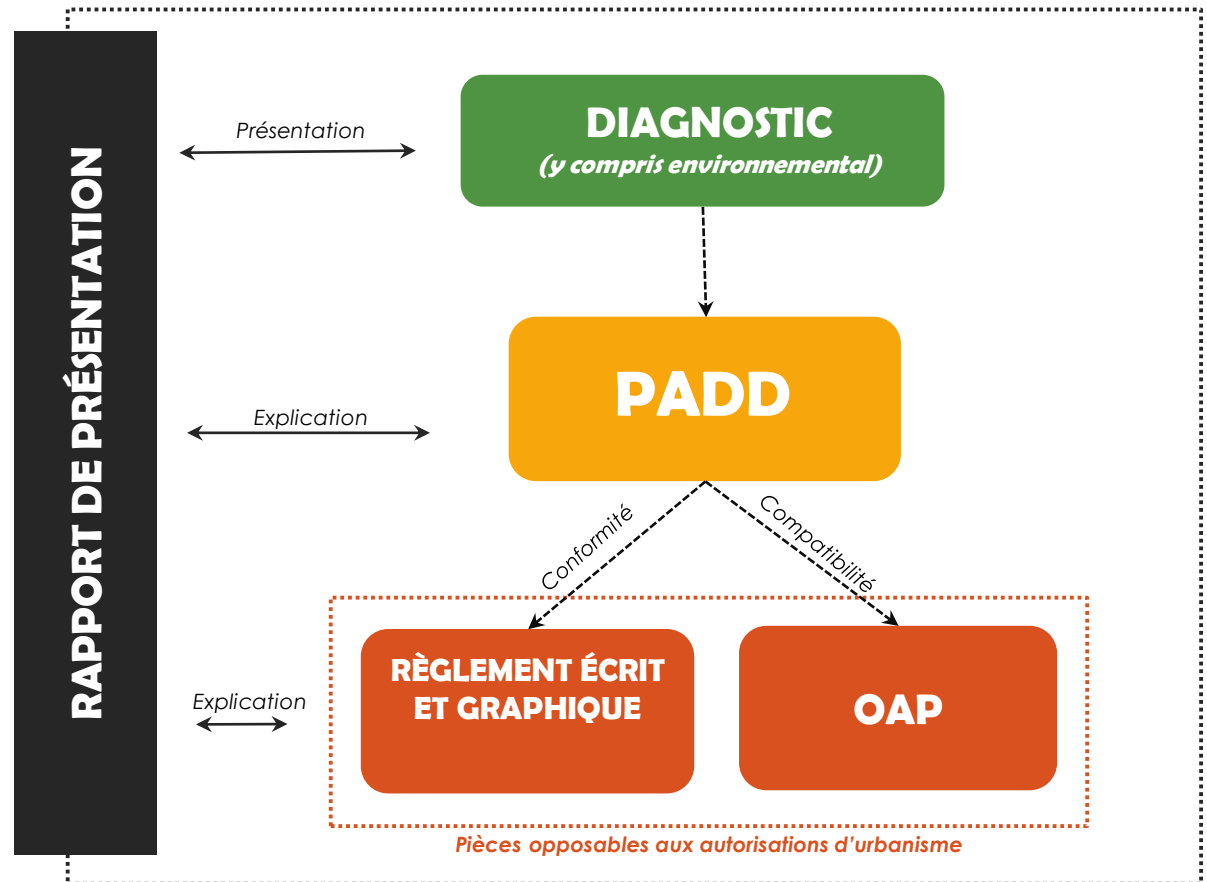 RAPPORT DE PRÉSENTATION
Présentation
DIAGNOSTIC
(y compris environnemental)
Explication
PADD
Conformité
Compatibilité
Explication
RÈGLEMENT ÉCRIT
ET GRAPHIQUE
OAP
Pièces opposables aux autorisations d’urbanisme